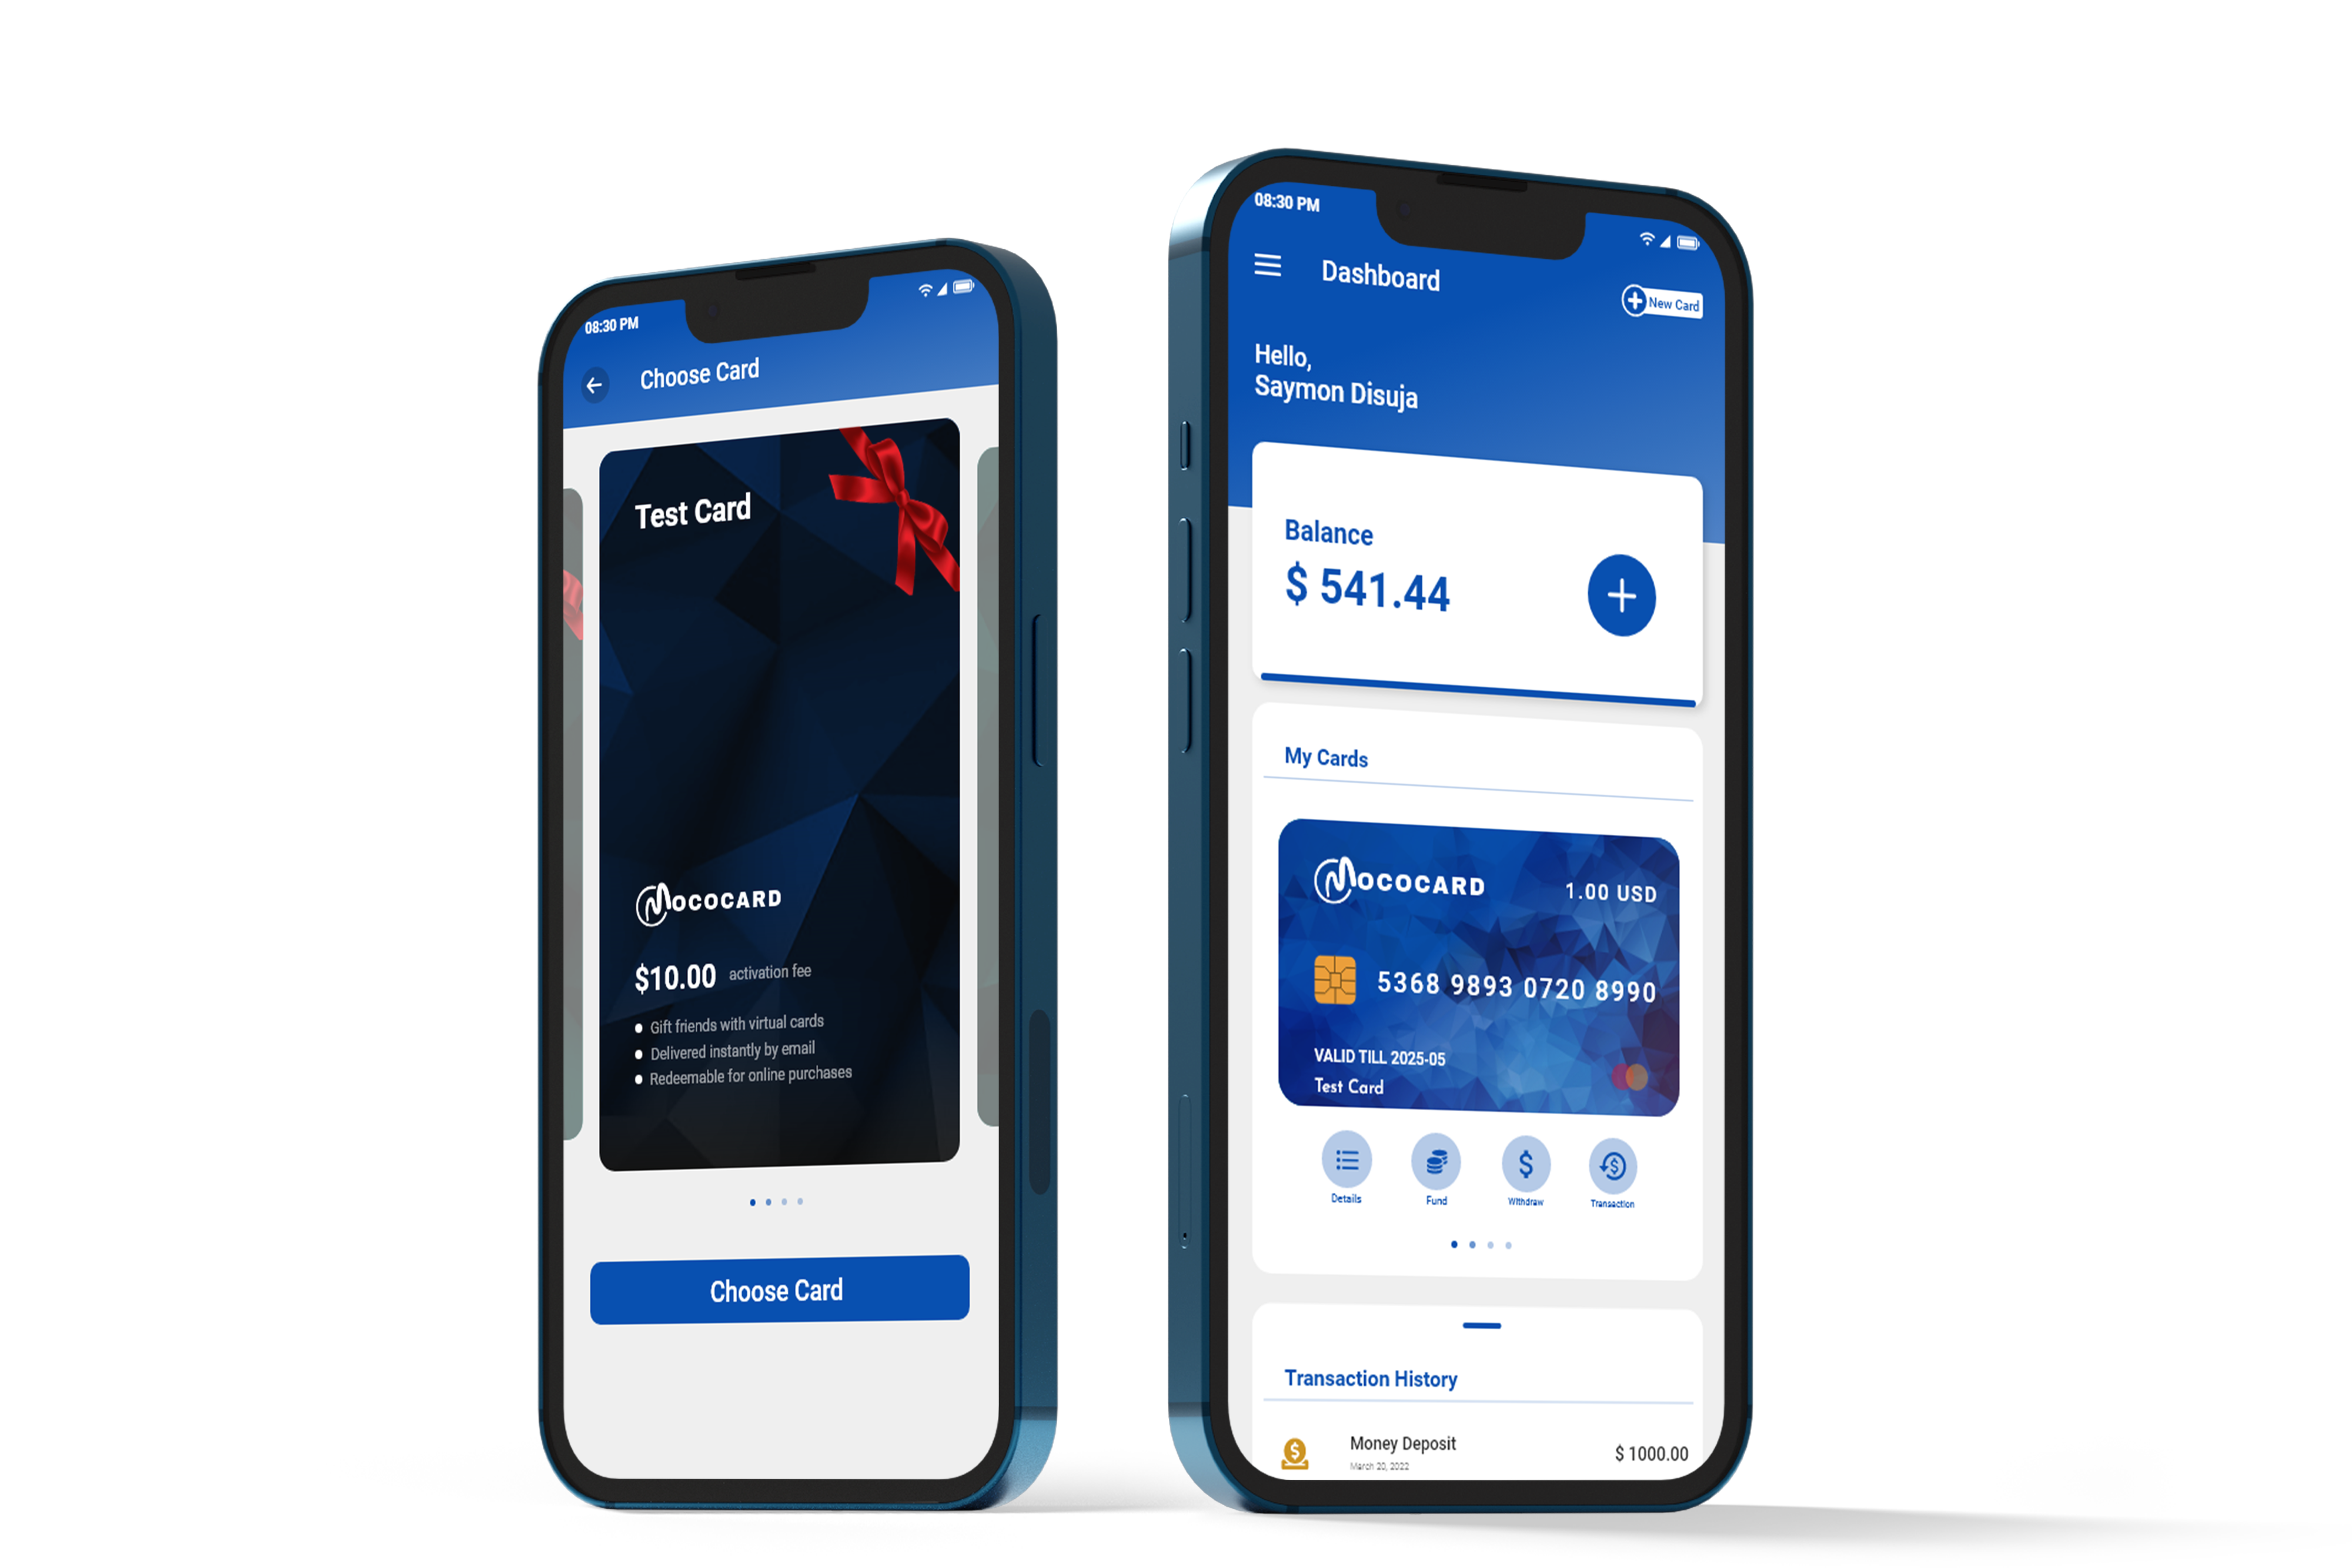 08:30 PM
Choose Card
Test Card
MOCOCARD
$10.00 activation fee
Gift friends with virtual cards
Delivered instantly by email
Redeemable for online purchases
Choose Card
08:30 PM
Dashboard
New Card
Hello,
Saymon Disuja
Balance
$ 541.44
My Cards
MOCOCARD
1.00 USD
5368 9893 0720 8990
VALID TILL 2025-05
Test Card
Details Fund Withdraw Transaction
Transaction History
Money Deposit $ 1000.00
March 20, 2022